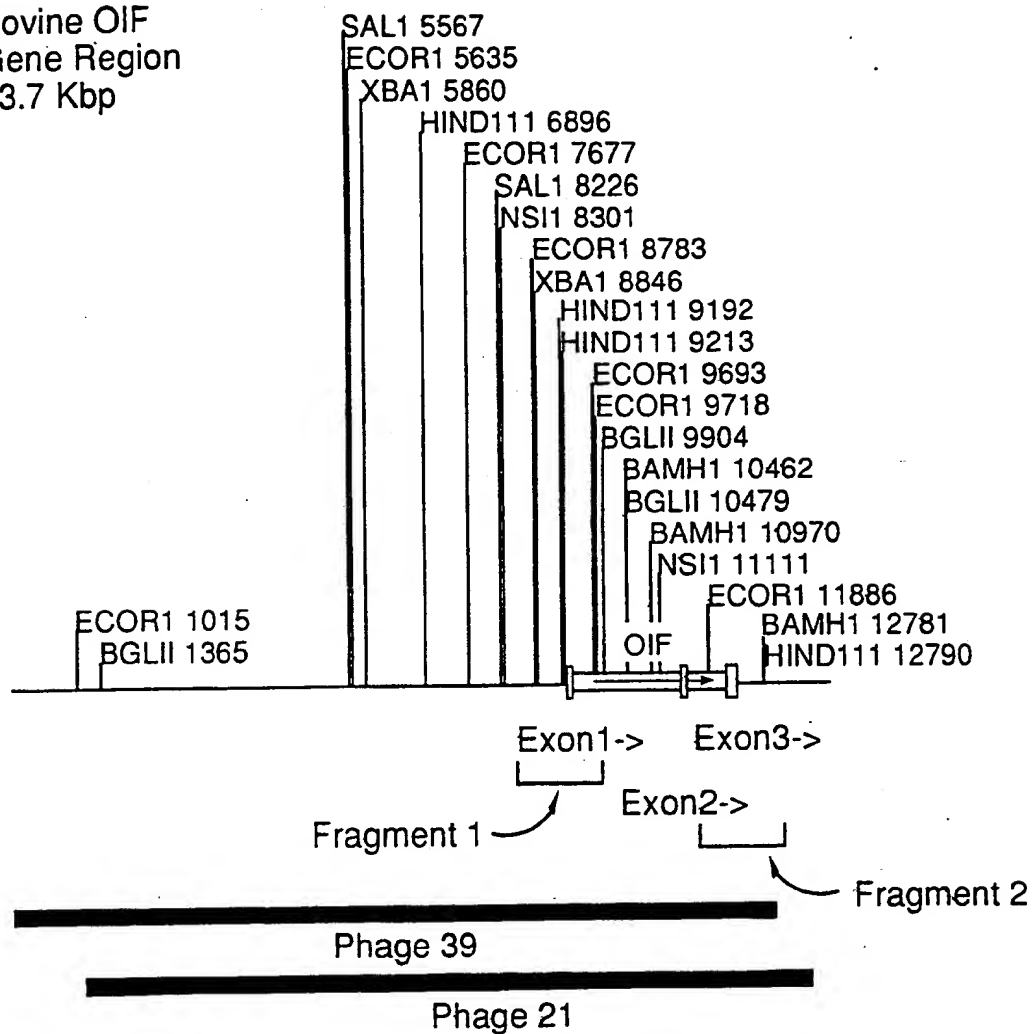 ovine OIF
Gene Region
3.7 Kbp
SAL1 5567
ECOR1 5635
XBA1 5860
HIND111 6896
ECOR1 7677
SAL1 8226
NSI1 8301
ECOR1 8783
XBA1 8846
HIND111 9192
HIND111 9213
ECOR1 9693
ECOR1 9718
BGLII 9904
BAMH1 10462
BGLII 10479
BAMH1 10970
NSI1 11111
ECOR1 11886
BAMH1 12781
HIND111 12790
ECOR1 1015
BGLII 1365
OIF
Exon1-> Exon3->
Exon2->
Fragment 1
Fragment 2
Phage 39
Phage 21